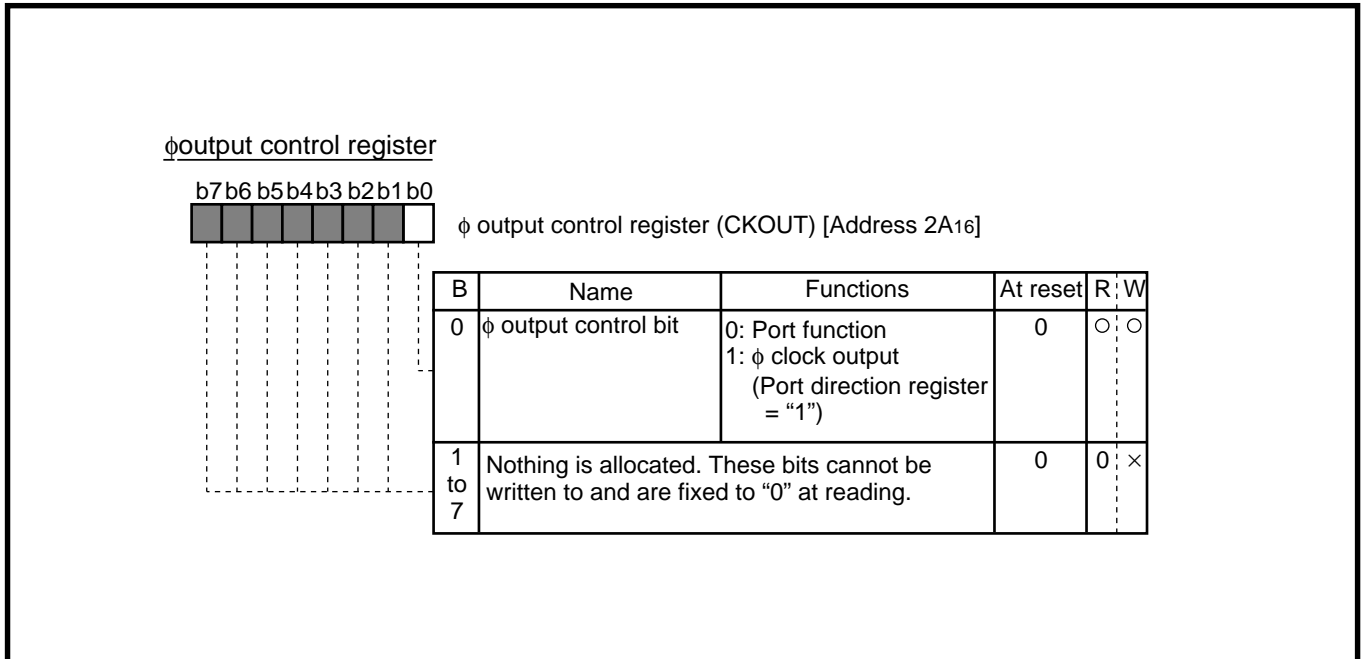 ϕoutput control register
b7 b6 b5 b4 b3 b2 b1 b0
ϕ output control register (CKOUT) [Address 2A16]
B Name Functions At reset R W
0 ϕ output control bit 0: Port function 0 ○ ○
1: ϕ clock output
(Port direction register
= “1”)
1 to 7 Nothing is allocated. These bits cannot be 0 0 ×
written to and are fixed to “0” at reading.